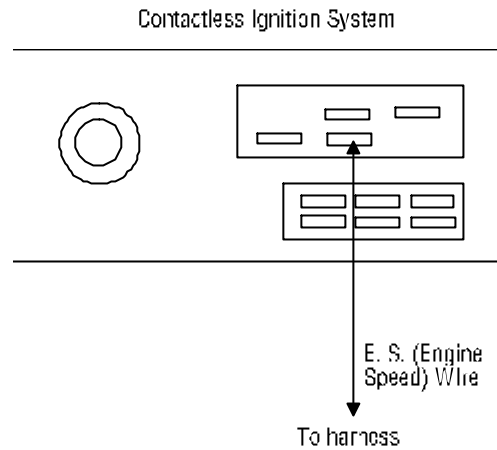 Contactless Ignition System
E. S. (Engine
Speed) Wire
To harness